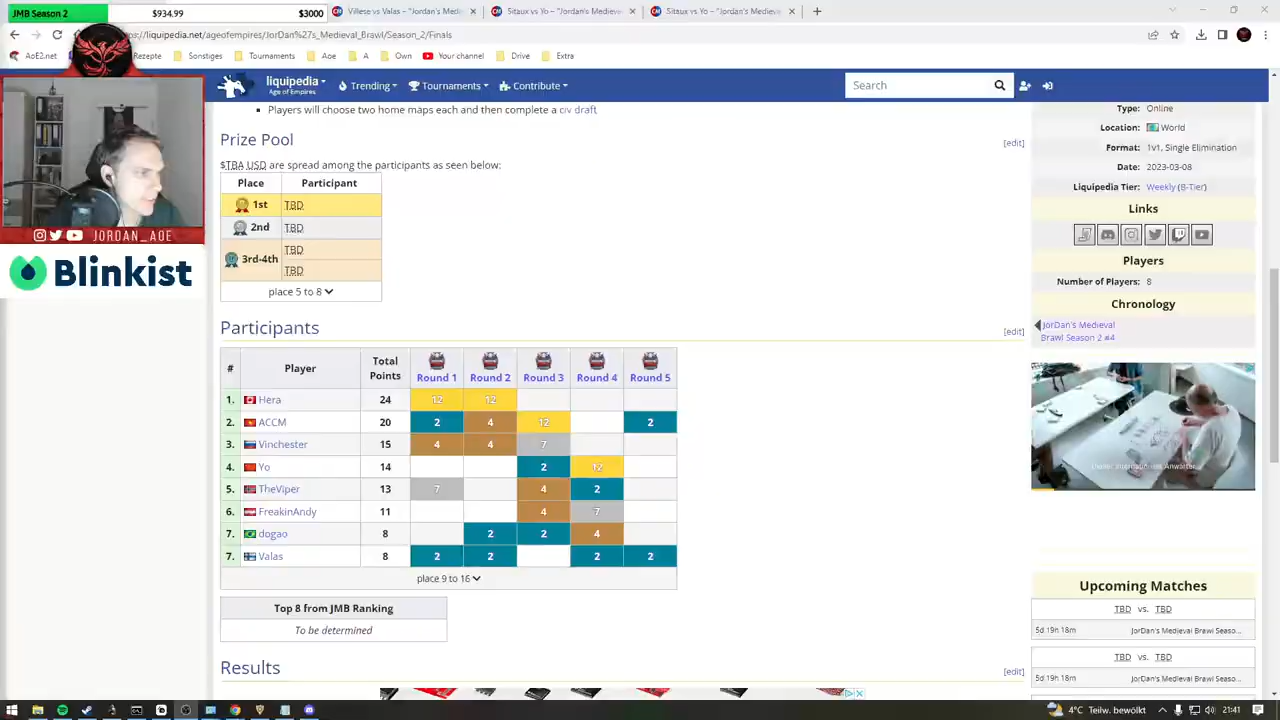 JMB Season 2
$934.99
$3000
Villese vs Valas – "Jordan's Med
Sitaux vs Yo – "Jordan's Medieve
Sitaux vs Yo – "Jordan's Medieve
ps://liquipedia.net/ageofempires/JorDan%27s_Medieval_Brawl/Season_2/Finals
AoE2.net
Rezepte
Sonstiges
Tournaments
Aoe
A
Own
Your channel
Drive
Extra
liquipedia
Age of Empires
Trending
Tournaments
Contribute
Search
Players will choose two home maps each and then complete a civ draft
Prize Pool
[edit]
$TBA USD are spread among the participants as seen below:
Place Participant
1st TBD
2nd TBD
3rd-4th TBD
TBD
place 5 to 8
JORDAN_AOE
Blinkist
Participants
[edit]
# Player Total Points Round 1 Round 2 Round 3 Round 4 Round 5
1. Hera 24 12 12
2. ACCM 20 2 4 12 2
3. Vinchester 15 4 4 7
4. Yo 14 2 12
5. TheViper 13 7 4 2
6. FreakinAndy 11 4 7
7. dogao 8 2 2 4
7. Valas 8 2 2 2 2
place 9 to 16
Top 8 from JMB Ranking
To be determined
Results
[edit]
Type: Online
Location: World
Format: 1v1, Single Elimination
Date: 2023-03-08
Liquipedia Tier: Weekly (B-Tier)
Links
Players
Number of Players: 8
Chronology
JorDan's Medieval
Brawl Season 2 #4
Upcoming Matches
TBD vs. TBD
5d 19h 18m JorDan's Medieval Brawl Seaso...
TBD vs. TBD
5d 19h 18m JorDan's Medieval Brawl Seaso...
4°C Teilw. bewölkt
21:41